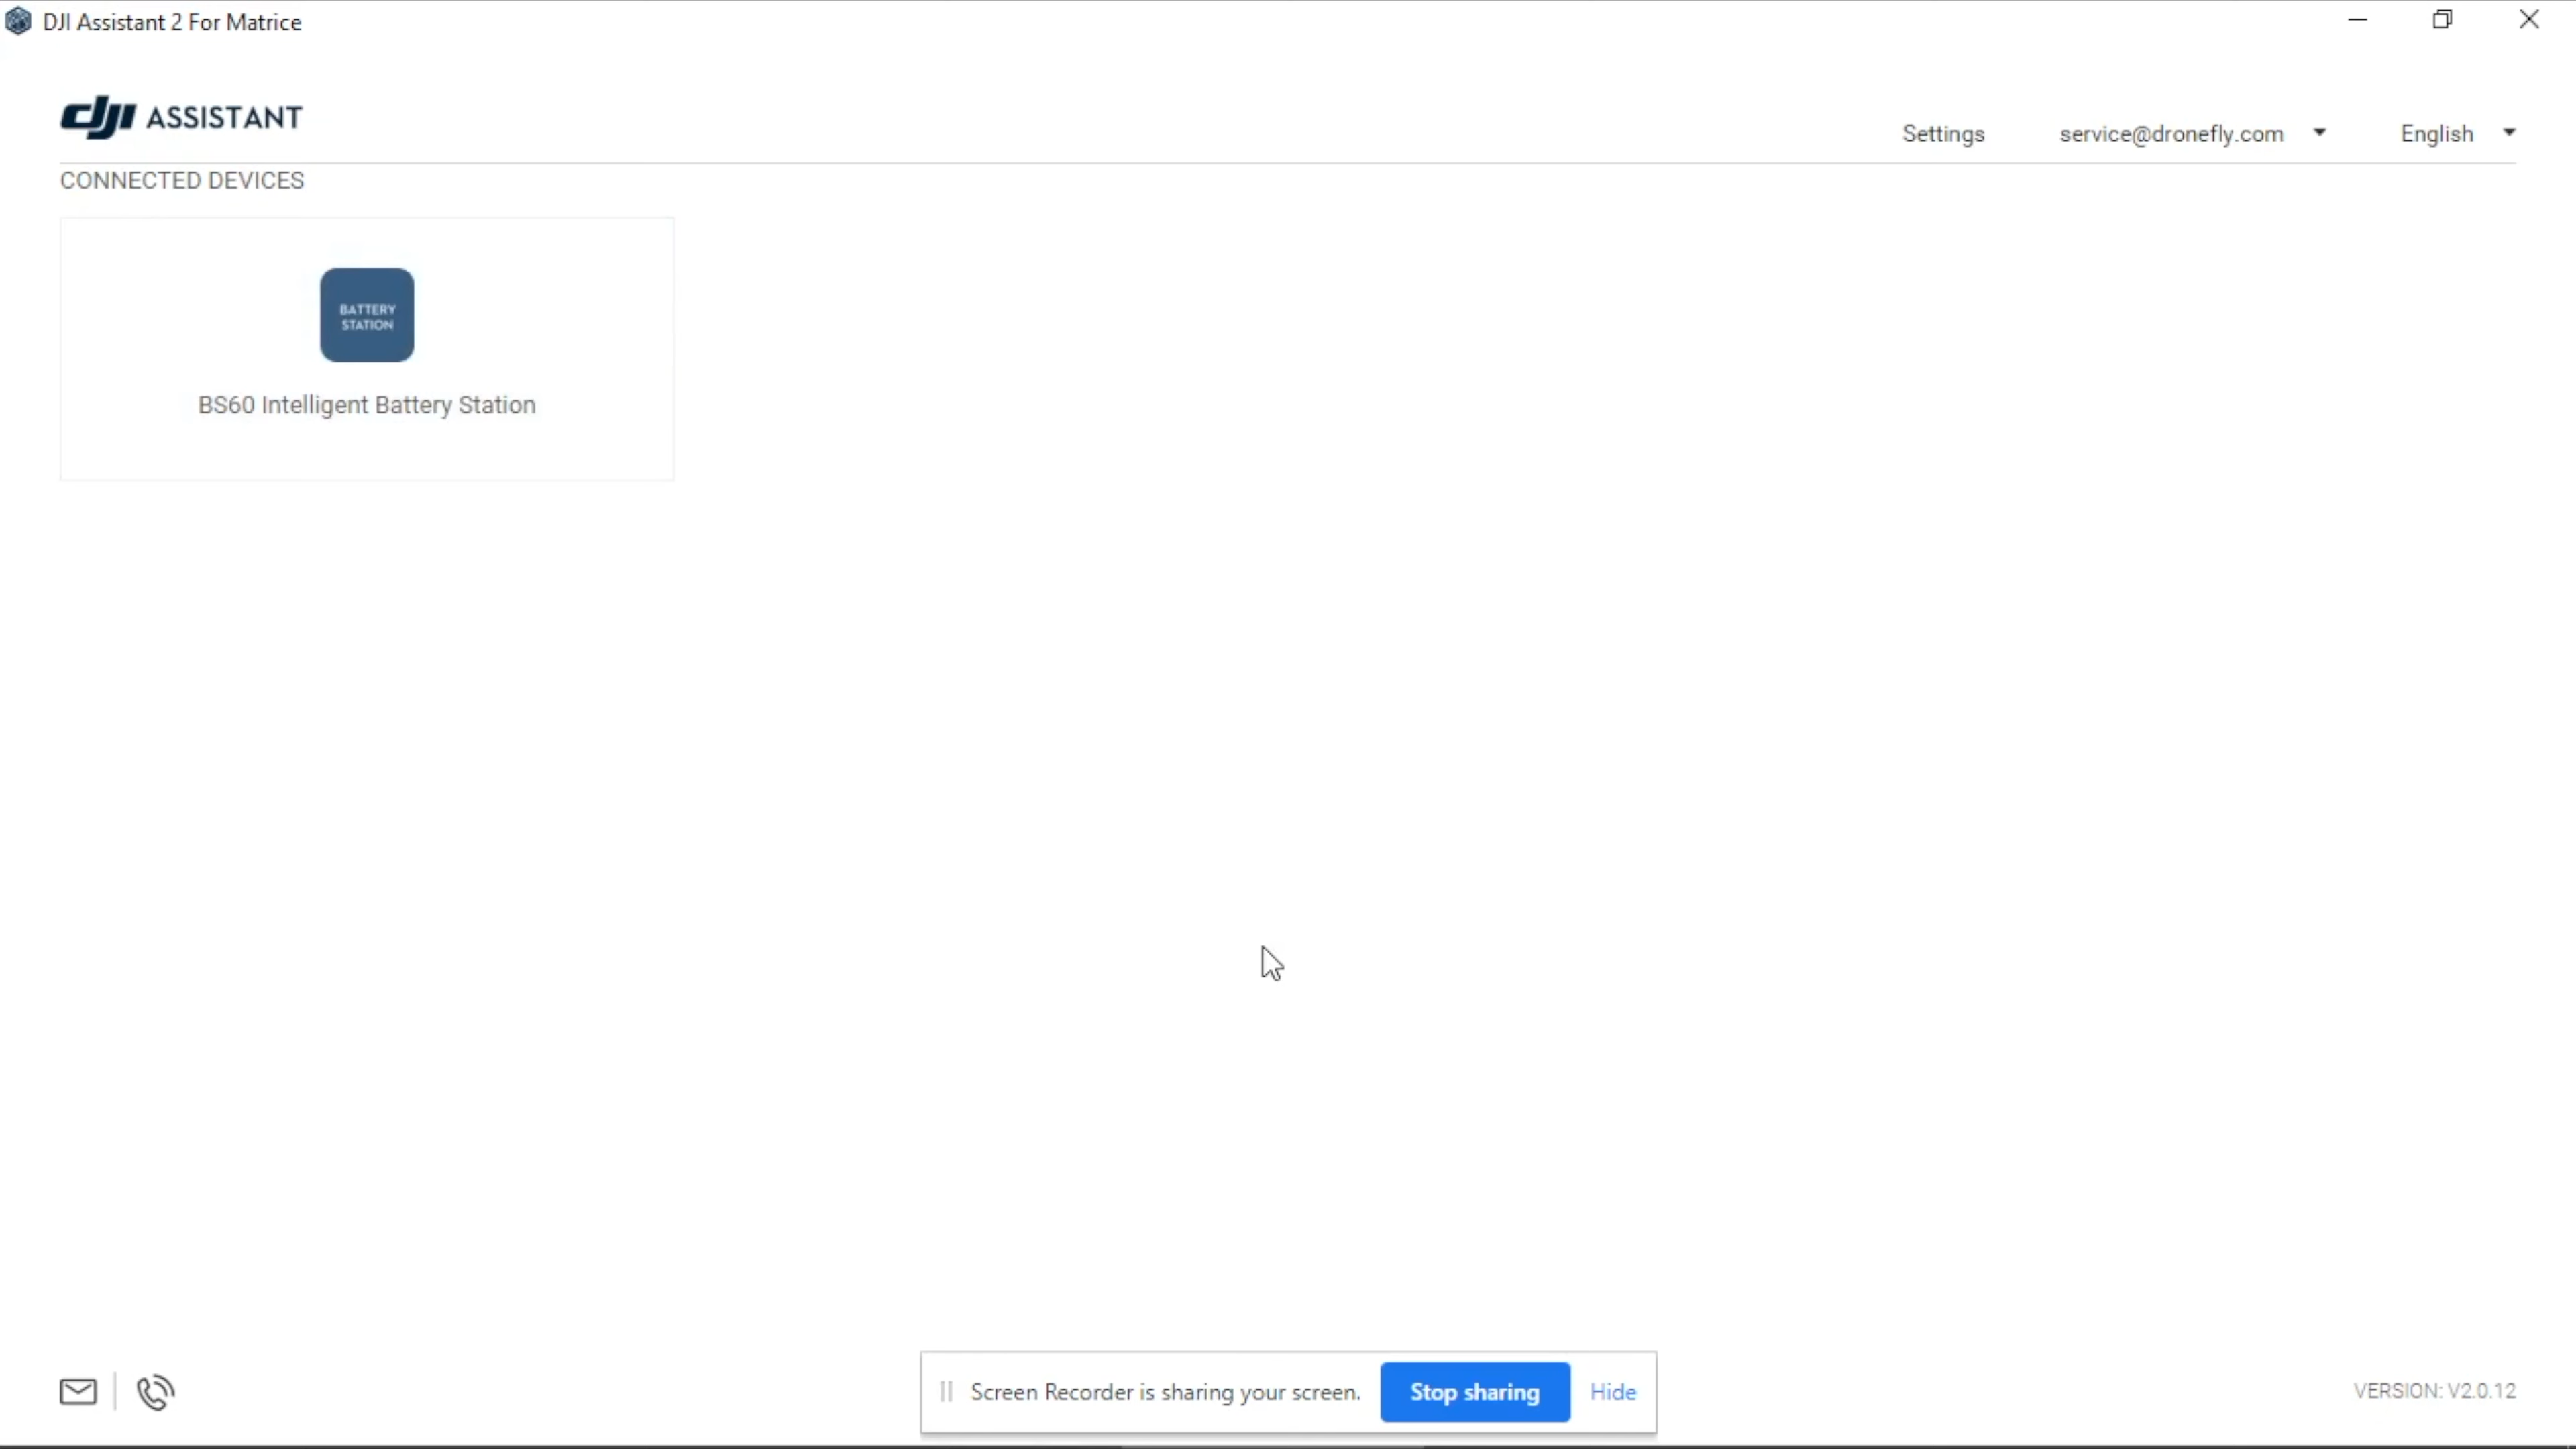 DJI Assistant 2 For Matrice
dji ASSISTANT
Settings service@dronefly.com English
CONNECTED DEVICES
BATTERY
STATION
BS60 Intelligent Battery Station
Screen Recorder is sharing your screen. Stop sharing Hide
VERSION: V2.0.12